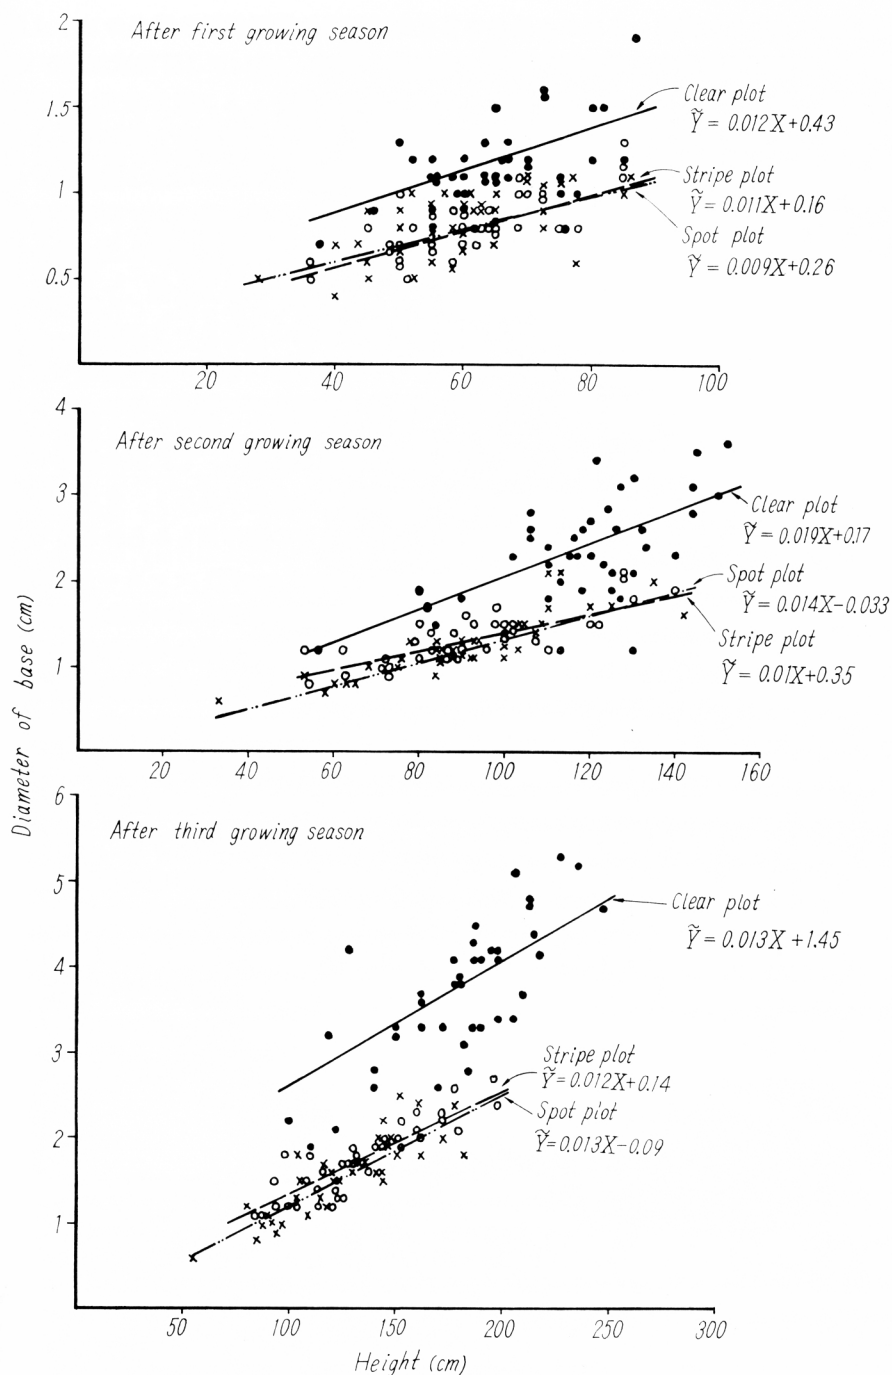 After first growing season
2
1.5
1
0.5
20
40
60
80
100
Clear plot
Ỹ = 0.012X+0.43
Stripe plot
Ỹ = 0.011X+0.16
Spot plot
Ỹ = 0.009X+0.26
After second growing season
4
3
2
1
20
40
60
80
100
120
140
160
Clear plot
Ỹ = 0.019X+0.17
Spot plot
Ỹ = 0.014X-0.033
Stripe plot
Ỹ = 0.01X+0.35
Diameter of base (cm)
After third growing season
6
5
4
3
2
1
50
100
150
200
250
300
Clear plot
Ỹ = 0.013X+1.45
Stripe plot
Ỹ = 0.012X+0.14
Spot plot
Ỹ = 0.013X-0.09
Height (cm)